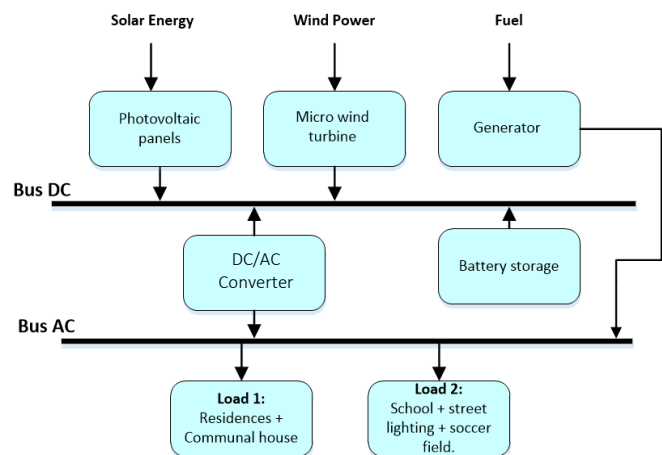 Solar Energy
Wind Power
Fuel
Photovoltaic
panels
Micro wind
turbine
Generator
Bus DC
DC/AC
Converter
Battery storage
Bus AC
Load 1:
Residences +
Communal house
Load 2:
School + street
lighting + soccer
field.